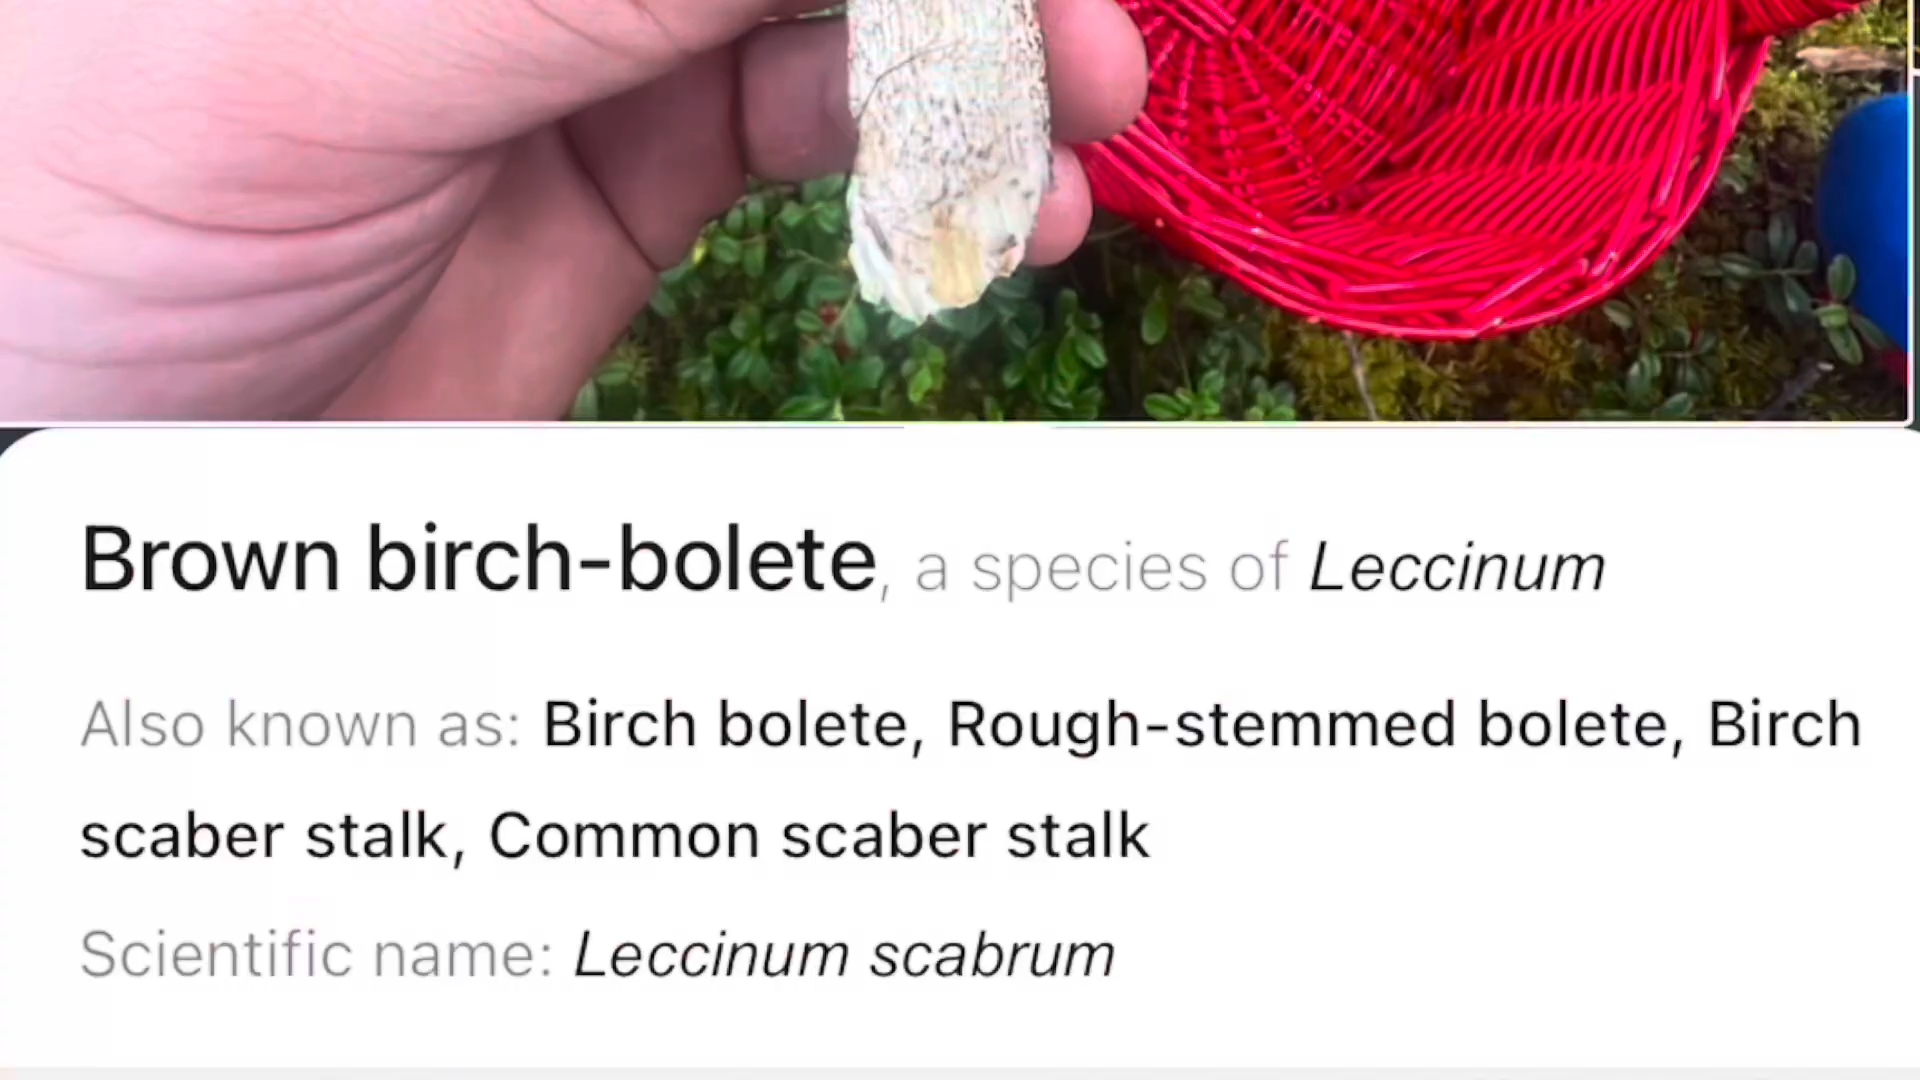 Brown birch-bolete, a species of Leccinum
Also known as: Birch bolete, Rough-stemmed bolete, Birch
scaber stalk, Common scaber stalk
Scientific name: Leccinum scabrum